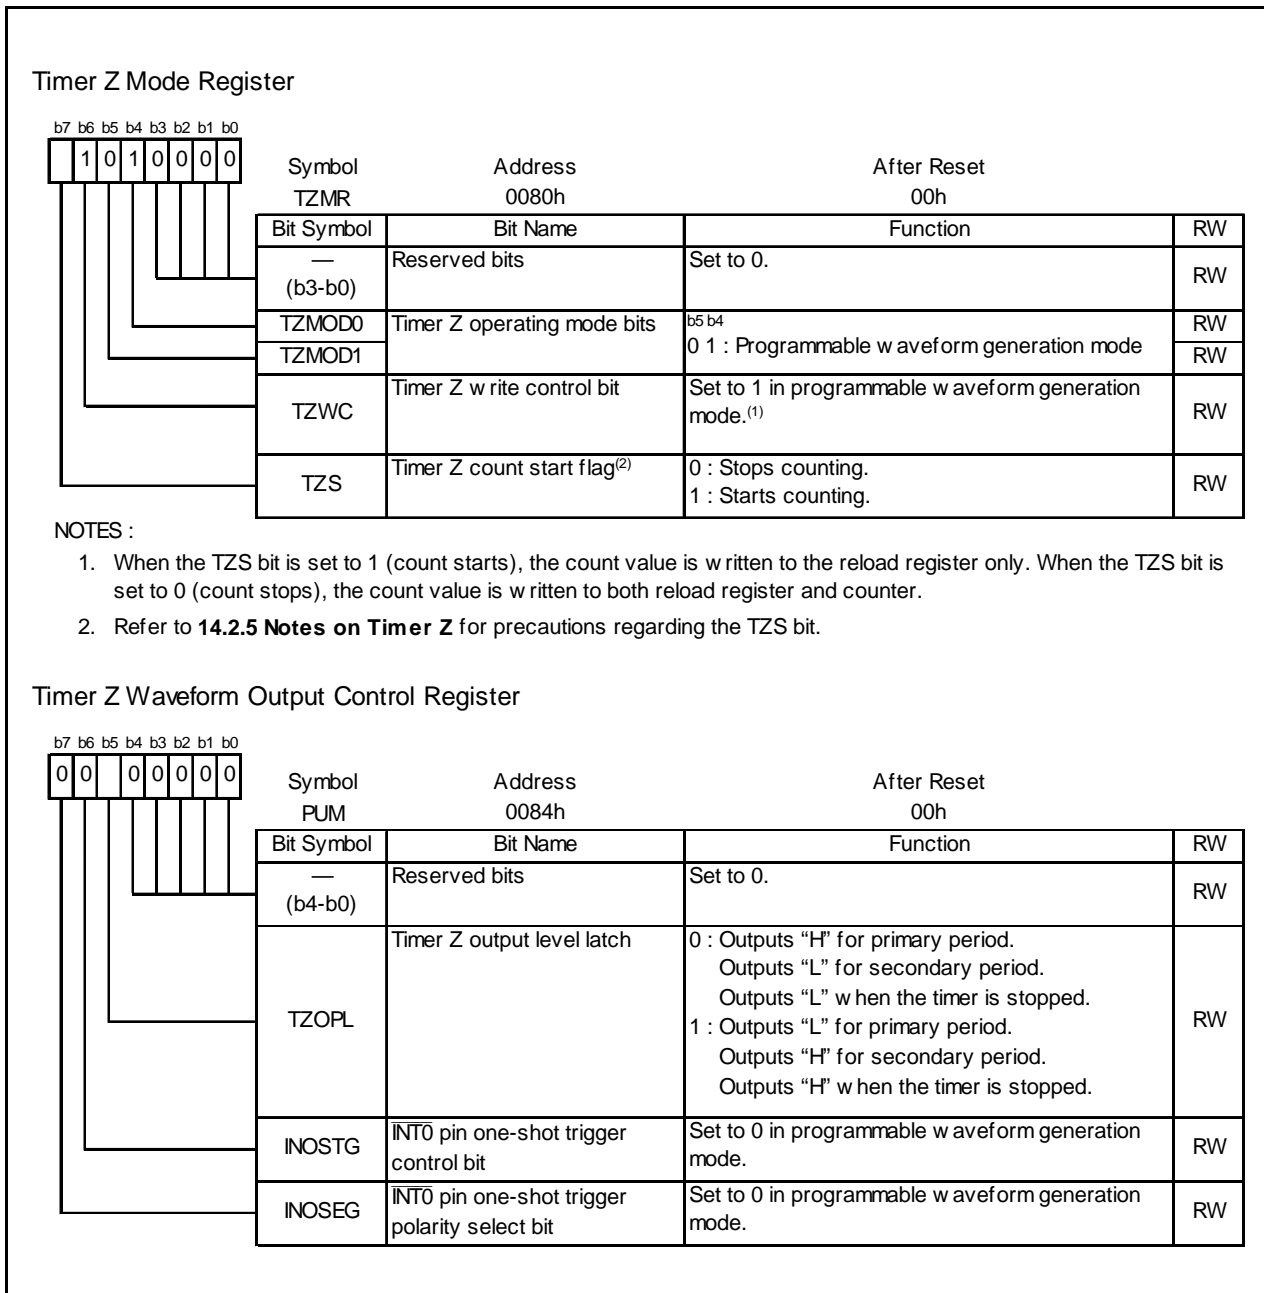 Timer Z Mode Register
b7 b6 b5 b4 b3 b2 b1 b0
1 0 1 0 0 0 0
Symbol Address After Reset
TZMR 0080h 00h
Bit Symbol Bit Name Function RW
— Reserved bits Set to 0. RW
(b3-b0)
TZMOD0 Timer Z operating mode bits b5 b4 RW
0 1 : Programmable waveform generation mode
TZMOD1 RW
TZWC Timer Z write control bit Set to 1 in programmable waveform generation RW
mode.(1)
TZS Timer Z count start flag(2) 0 : Stops counting. RW
1 : Starts counting.
NOTES :
1. When the TZS bit is set to 1 (count starts), the count value is written to the reload register only. When the TZS bit is
set to 0 (count stops), the count value is written to both reload register and counter.
2. Refer to 14.2.5 Notes on Timer Z for precautions regarding the TZS bit.
Timer Z Waveform Output Control Register
b7 b6 b5 b4 b3 b2 b1 b0
0 0 0 0 0 0 0
Symbol Address After Reset
PUM 0084h 00h
Bit Symbol Bit Name Function RW
— Reserved bits Set to 0. RW
(b4-b0)
TZOPL Timer Z output level latch 0 : Outputs “H” for primary period. RW
Outputs “L” for secondary period.
Outputs “L” when the timer is stopped.
1 : Outputs “L” for primary period.
Outputs “H” for secondary period.
Outputs “H” when the timer is stopped.
INOSTG INT0 pin one-shot trigger Set to 0 in programmable waveform generation RW
control bit mode.
INOSEG INT0 pin one-shot trigger Set to 0 in programmable waveform generation RW
polarity select bit mode.